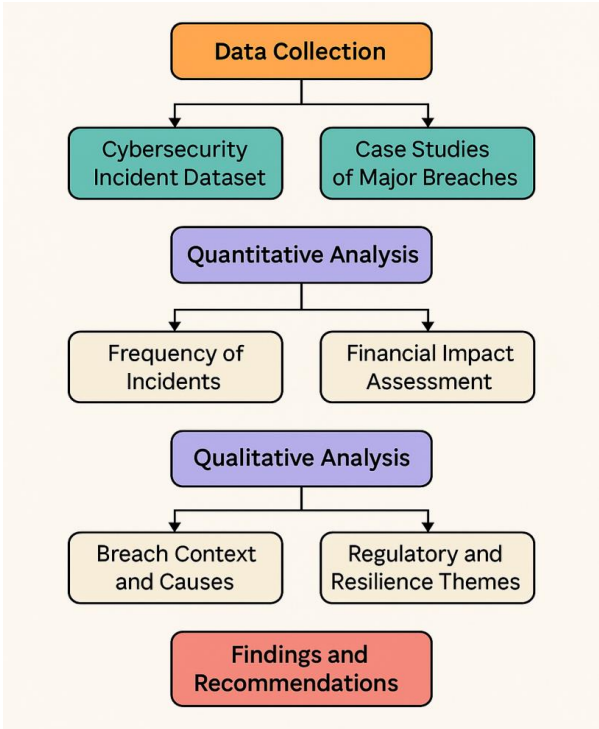 Data Collection
Cybersecurity
Incident Dataset
Case Studies
of Major Breaches
Quantitative Analysis
Frequency of
Incidents
Financial Impact
Assessment
Qualitative Analysis
Breach Context
and Causes
Regulatory and
Resilience Themes
Findings and
Recommendations